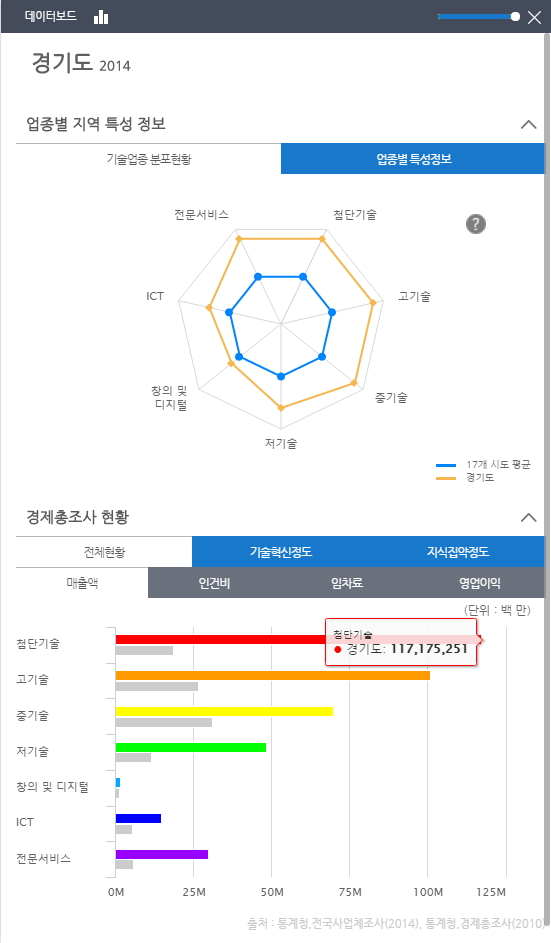 데이터보드
경기도 2014
업종별 지역 특성 정보
기술업종 분포현황 업종별 특성정보
전문서비스 첨단기술
?
ICT 고기술
창의 및
디지털
중기술
저기술
17개 시도 평균
경기도
경제총조사 현황
전체현황 기술혁신정도 지식집약정도
매출액 인건비 임차료 영업이익
(단위 : 백 만)
첨단기술
첨단기술
경기도: 117,175,251
고기술
중기술
저기술
창의 및 디지털
ICT
전문서비스
0M 25M 50M 75M 100M 125M
출처 : 통계청,전국사업체조사(2014), 통계청,경제총조사(2010)